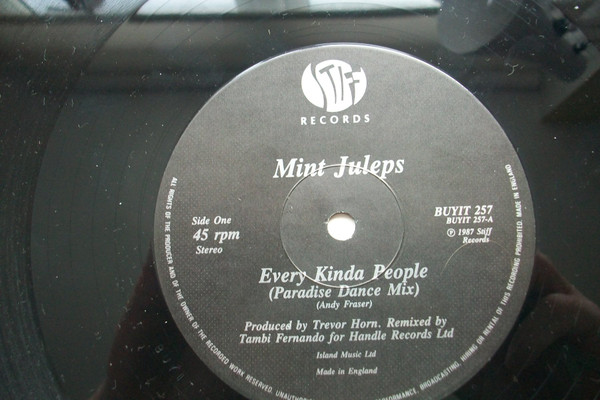 STIFF
RECORDS
Mint Juleps
Side One
45 rpm
Stereo
BUYIT 257
BUYIT 257-A
℗ 1987 Stiff
Records
Every Kinda People
(Paradise Dance Mix)
(Andy Fraser)
Produced by Trevor Horn. Remixed by
Tambi Fernando for Handle Records Ltd
Island Music Ltd
Made in England
ALL RIGHTS OF THE PRODUCER AND OF THE OWNER OF THE RECORDED WORK RESERVED. UNAUTHO
RFORMANCE, BROADCASTING, HIRING OR RENTAL OF THIS RECORDING PROHIBITED. MADE IN ENGLAND